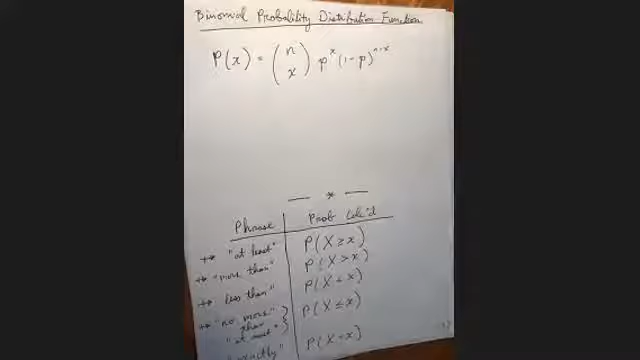 Binomial Probability Distribution Function
P(x) = (n x) p^x (1-p)^n-x
— * —
Phrase Prob Calc'd
"at least" P(X ≥ x)
"more than" P(X > x)
"less than" P(X < x)
"no more than" P(X ≤ x)
"at most"
"exactly" P(X = x)